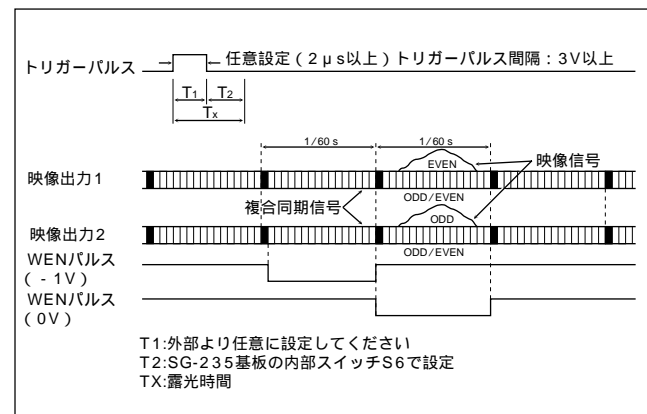 トリガーパルス
任意設定(2μs以上)トリガーパルス間隔:3V以上
T1 T2
Tx
1/60 s 1/60 s
EVEN
映像信号
映像出力1
ODD/EVEN
複合同期信号
ODD
映像出力2
ODD/EVEN
WENパルス
(-1V)
WENパルス
(0V)
T1:外部より任意に設定してください
T2:SG-235基板の内部スイッチS6で設定
TX:露光時間